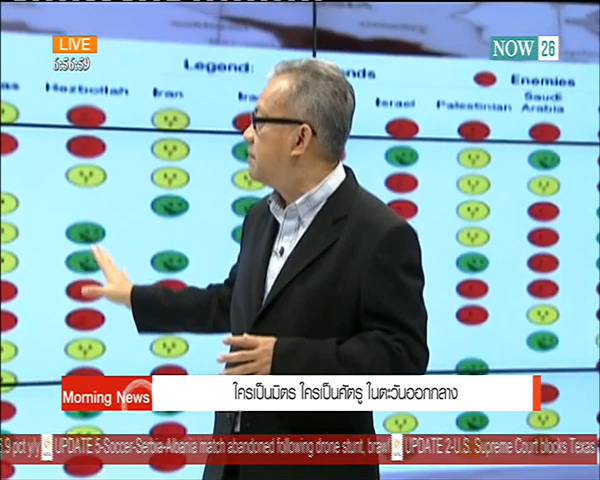 LIVE
6:56:59
NOW 26
Legend:
Enemies
Hezbollah Iran Israel Palestinian Saudi Arabia
Morning News
ใครเป็นมิตร ใครเป็นศัตรู ในตะวันออกกลาง
5.9 pct y/y UPDATE 5-Soccer-Serbia-Albania match abandoned following drone stunt, brawl UPDATE 2-U.S. Supreme Court blocks Texas